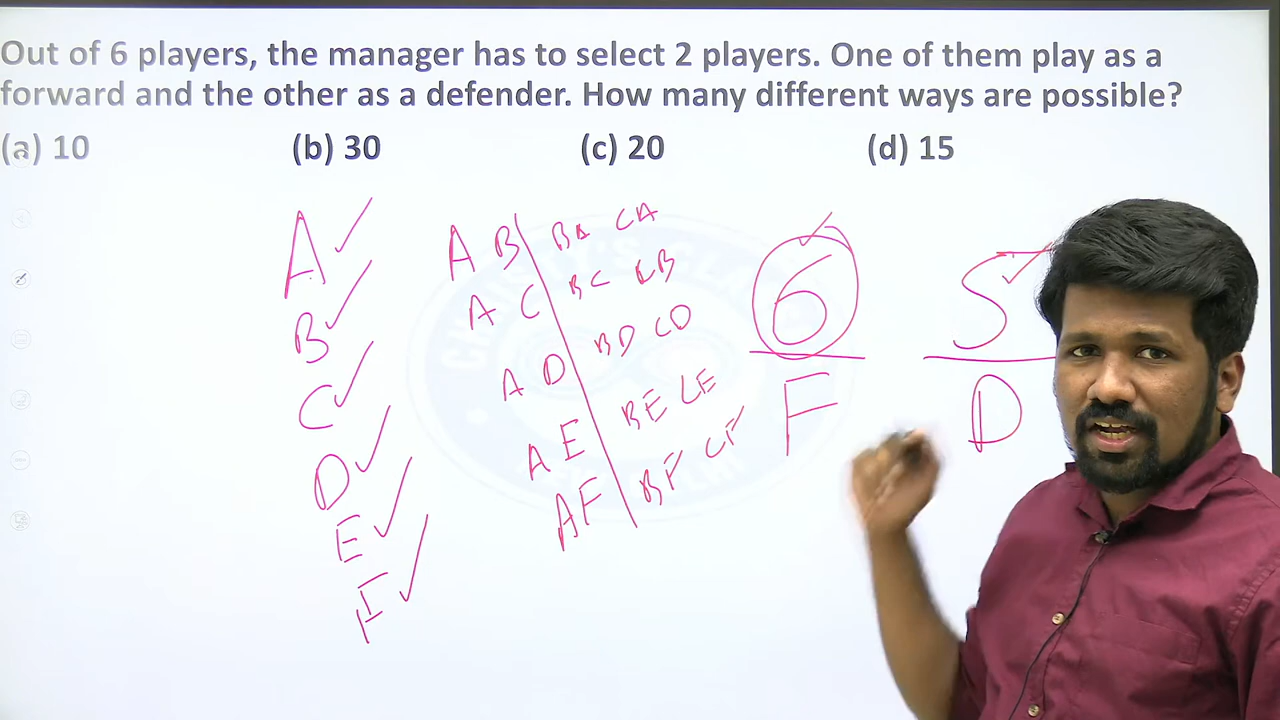 Out of 6 players, the manager has to select 2 players. One of them play as a
forward and the other as a defender. How many different ways are possible?
(a) 10 (b) 30 (c) 20 (d) 15
A
B
C
D
E
F
A B
A C
A D
A E
AF
BA CA
BC CB
BD CD
BE CE
BF CF
6 5
F D